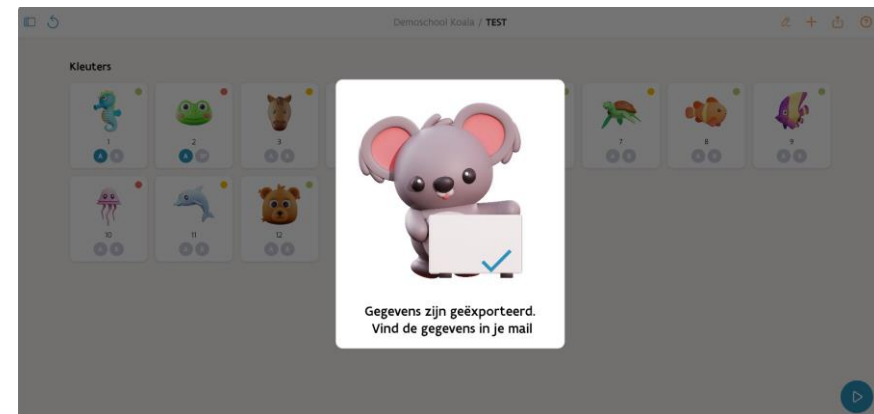 Demoschool Koala / TEST
Kleuters
1
2
3
7
8
9
A B
A B
A B
A B
A B
A B
10
11
12
A B
A B
A B
Gegevens zijn geëxporteerd.
Vind de gegevens in je mail